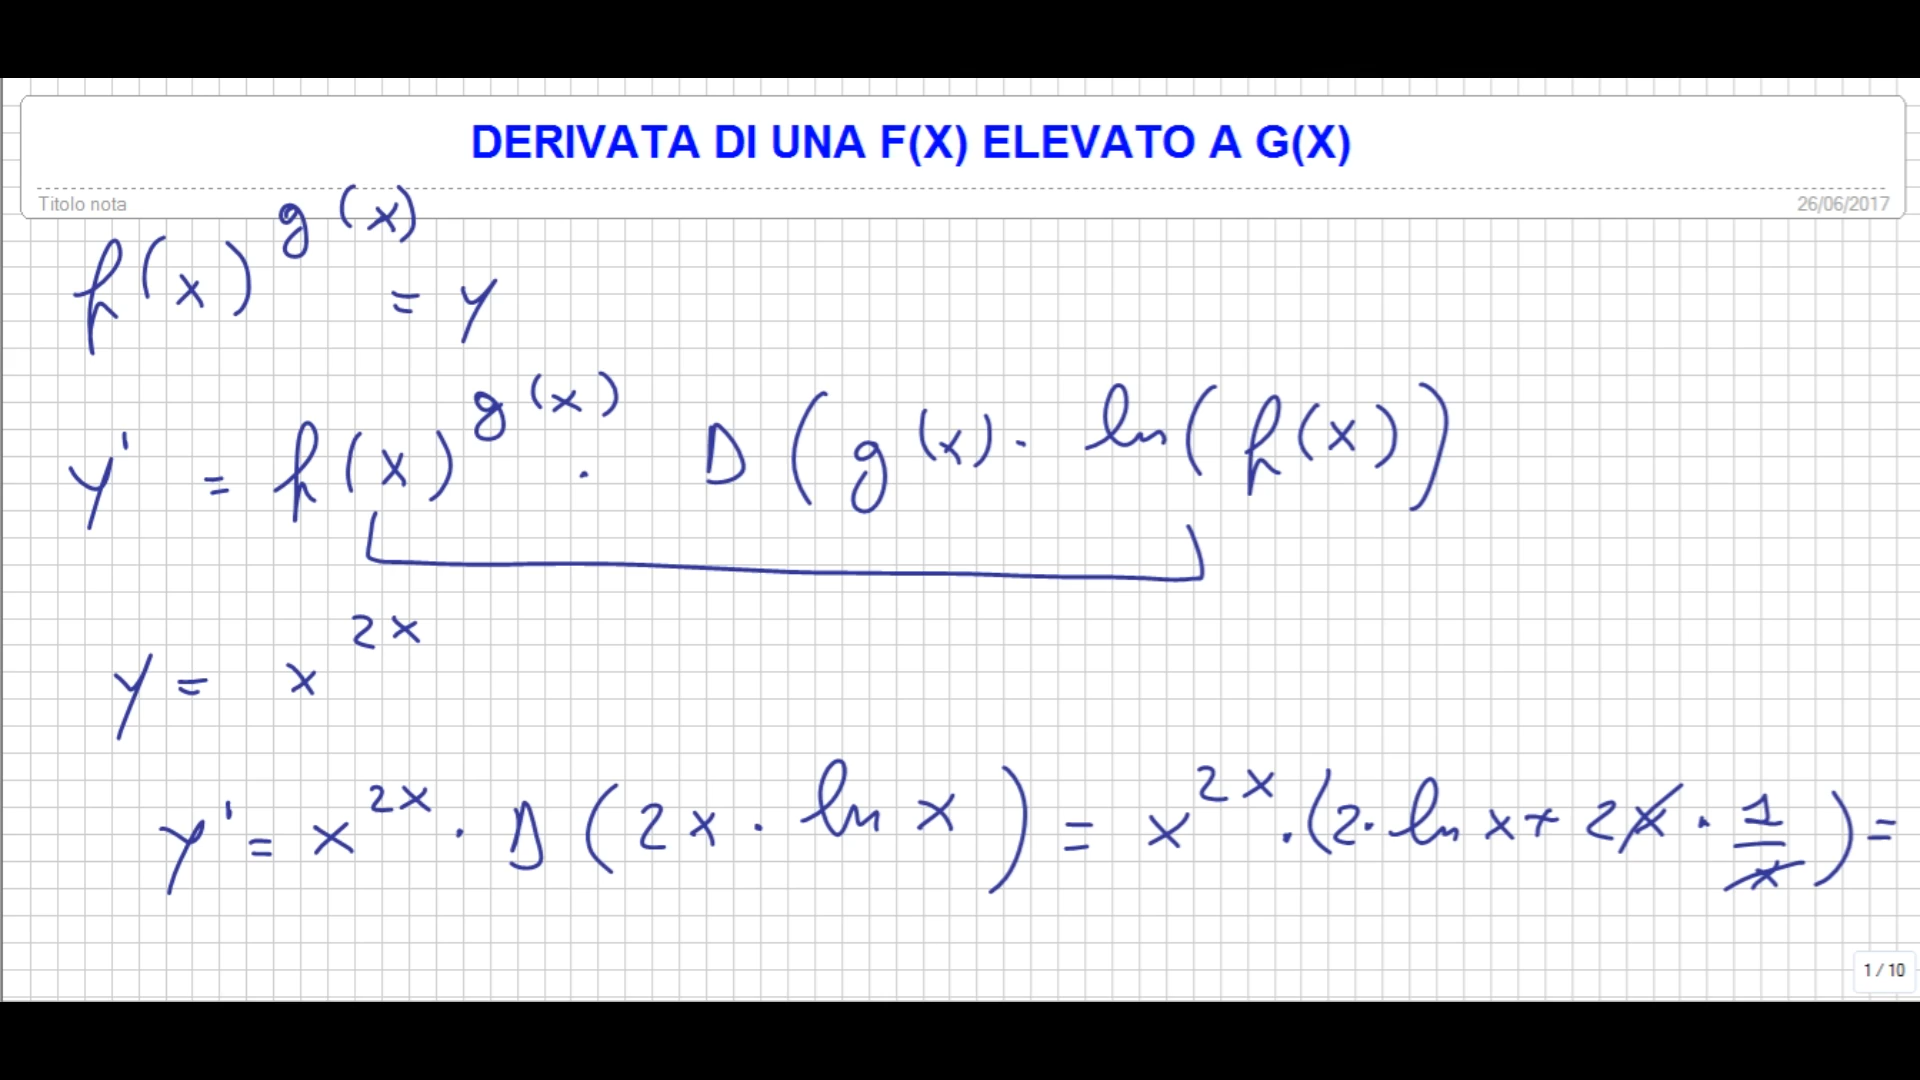 DERIVATA DI UNA F(X) ELEVATO A G(X)
Titolo nota 26/06/2017
f(x)^g(x) = y
y' = f(x)^g(x) · D(g(x) · ln(f(x))
y = x^2x
y' = x^2x · D(2x · ln x) = x^2x · (2 · ln x + 2x · 1/x) =
1 / 10